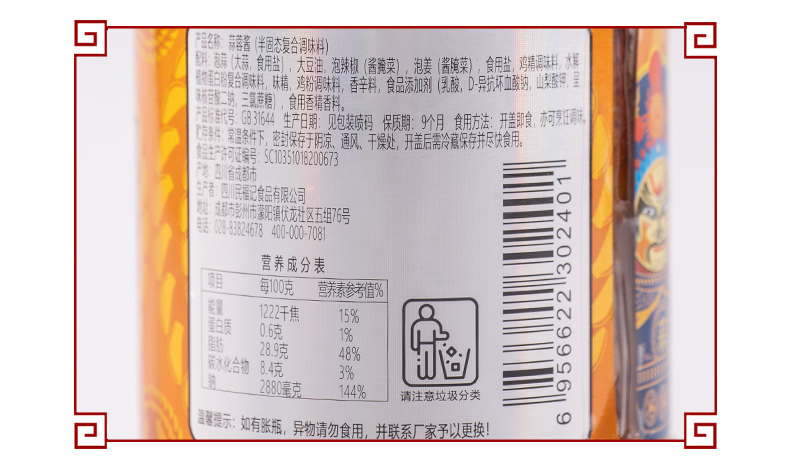 产品名称：蒜蓉酱（半固态复合调味料）
配料：泡蒜（大蒜，食用盐），大豆油，泡辣椒（酱腌菜），泡姜（酱腌菜），食用盐，鸡精调味料，水解
植物蛋白粉复合调味料，味精，鸡粉调味料，香辛料，食品添加剂（乳酸，D-异抗坏血酸钠，山梨酸钾，呈
味核苷酸二钠，三氯蔗糖），食用香精香料。
产品标准代号：GB 31644 生产日期：见包装喷码 保质期：9个月 食用方法：开盖即食，亦可烹饪调味。
贮存条件：常温条件下，密封保存于阴凉、通风、干燥处，开盖后需冷藏保存并尽快食用。
食品生产许可证编号：SC10351018200673
产地：四川省成都市
生产者：四川民福记食品有限公司
地址：成都市彭州市濛阳镇伏龙社区五组76号
电话：028-83824678 400-000-7081
营养成分表
项目 每100克 营养素参考值%
能量 1222千焦 15%
蛋白质 0.6克 1%
脂肪 28.9克 48%
碳水化合物 8.4克 3%
钠 2880毫克 144%
请注意垃圾分类
6 956622 302401
温馨提示：如有胀瓶，异物请勿食用，并联系厂家予以更换！